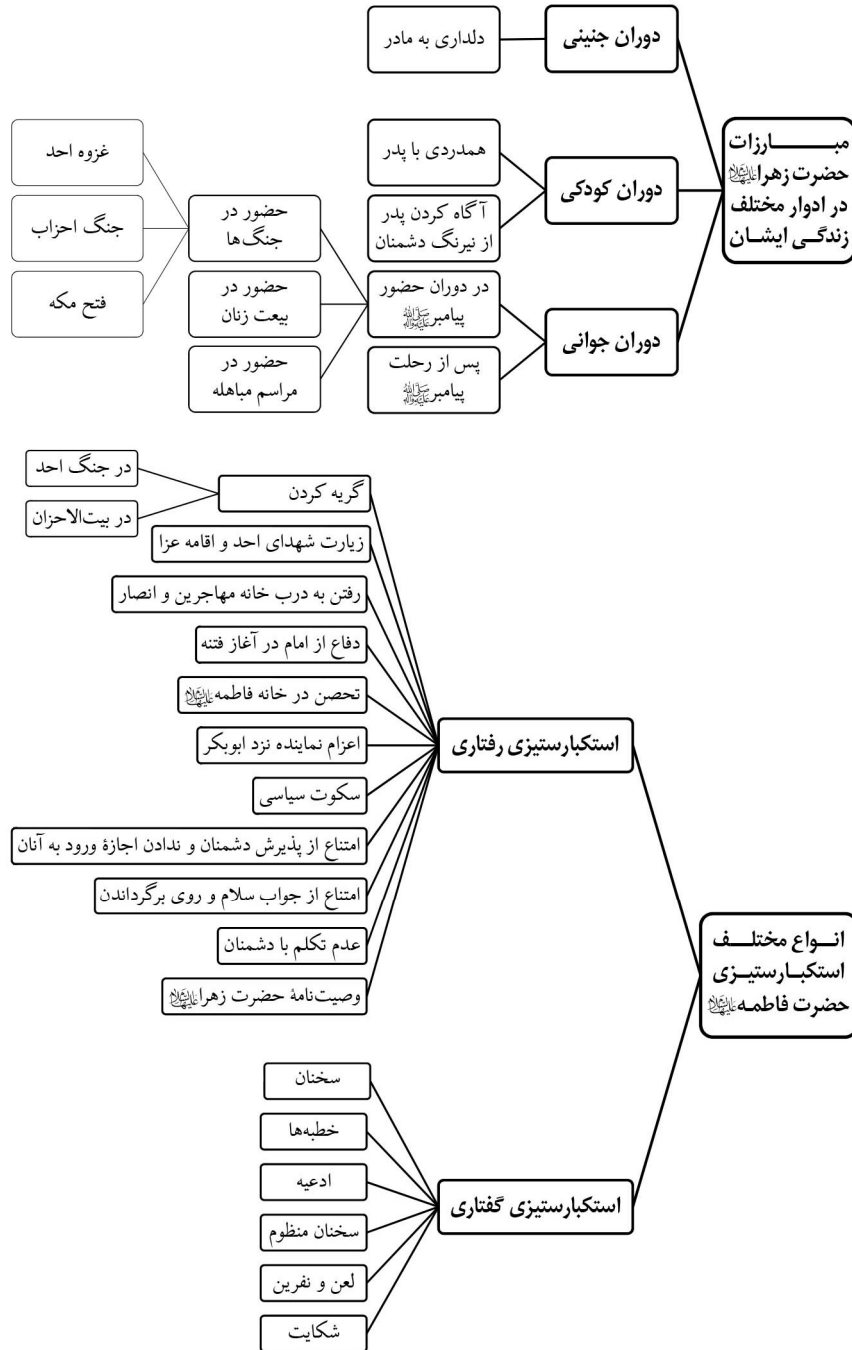 مبارزات
حضرت زهرا علیها‌السلام
در ادوار مختلف
زندگی ایشان
دوران جنینی
دلداری به مادر
دوران کودکی
همدردی با پدر
آگاه کردن پدر
از نیرنگ دشمنان
دوران جوانی
در دوران حضور
پیامبر صلی‌الله‌علیه‌وآله
حضور در
جنگ‌ها
غزوه احد
جنگ احزاب
فتح مکه
حضور در
بیعت زنان
حضور در
مراسم مباهله
پس از رحلت
پیامبر صلی‌الله‌علیه‌وآله
انواع مختلف
استکبارستیزی
حضرت فاطمه علیها‌السلام
استکبارستیزی رفتاری
گریه کردن
در جنگ احد
در بیت‌الاحزان
زیارت شهدای احد و اقامه عزا
رفتن به درب خانه مهاجرین و انصار
دفاع از امام در آغاز فتنه
تحصن در خانه فاطمه علیها‌السلام
اعزام نماینده نزد ابوبکر
سکوت سیاسی
امتناع از پذیرش دشمنان و ندادن اجازهٔ ورود به آنان
امتناع از جواب سلام و روی برگرداندن
عدم تکلم با دشمنان
وصیت‌نامهٔ حضرت زهرا علیها‌السلام
استکبارستیزی گفتاری
سخنان
خطبه‌ها
ادعیه
سخنان منظوم
لعن و نفرین
شکایت